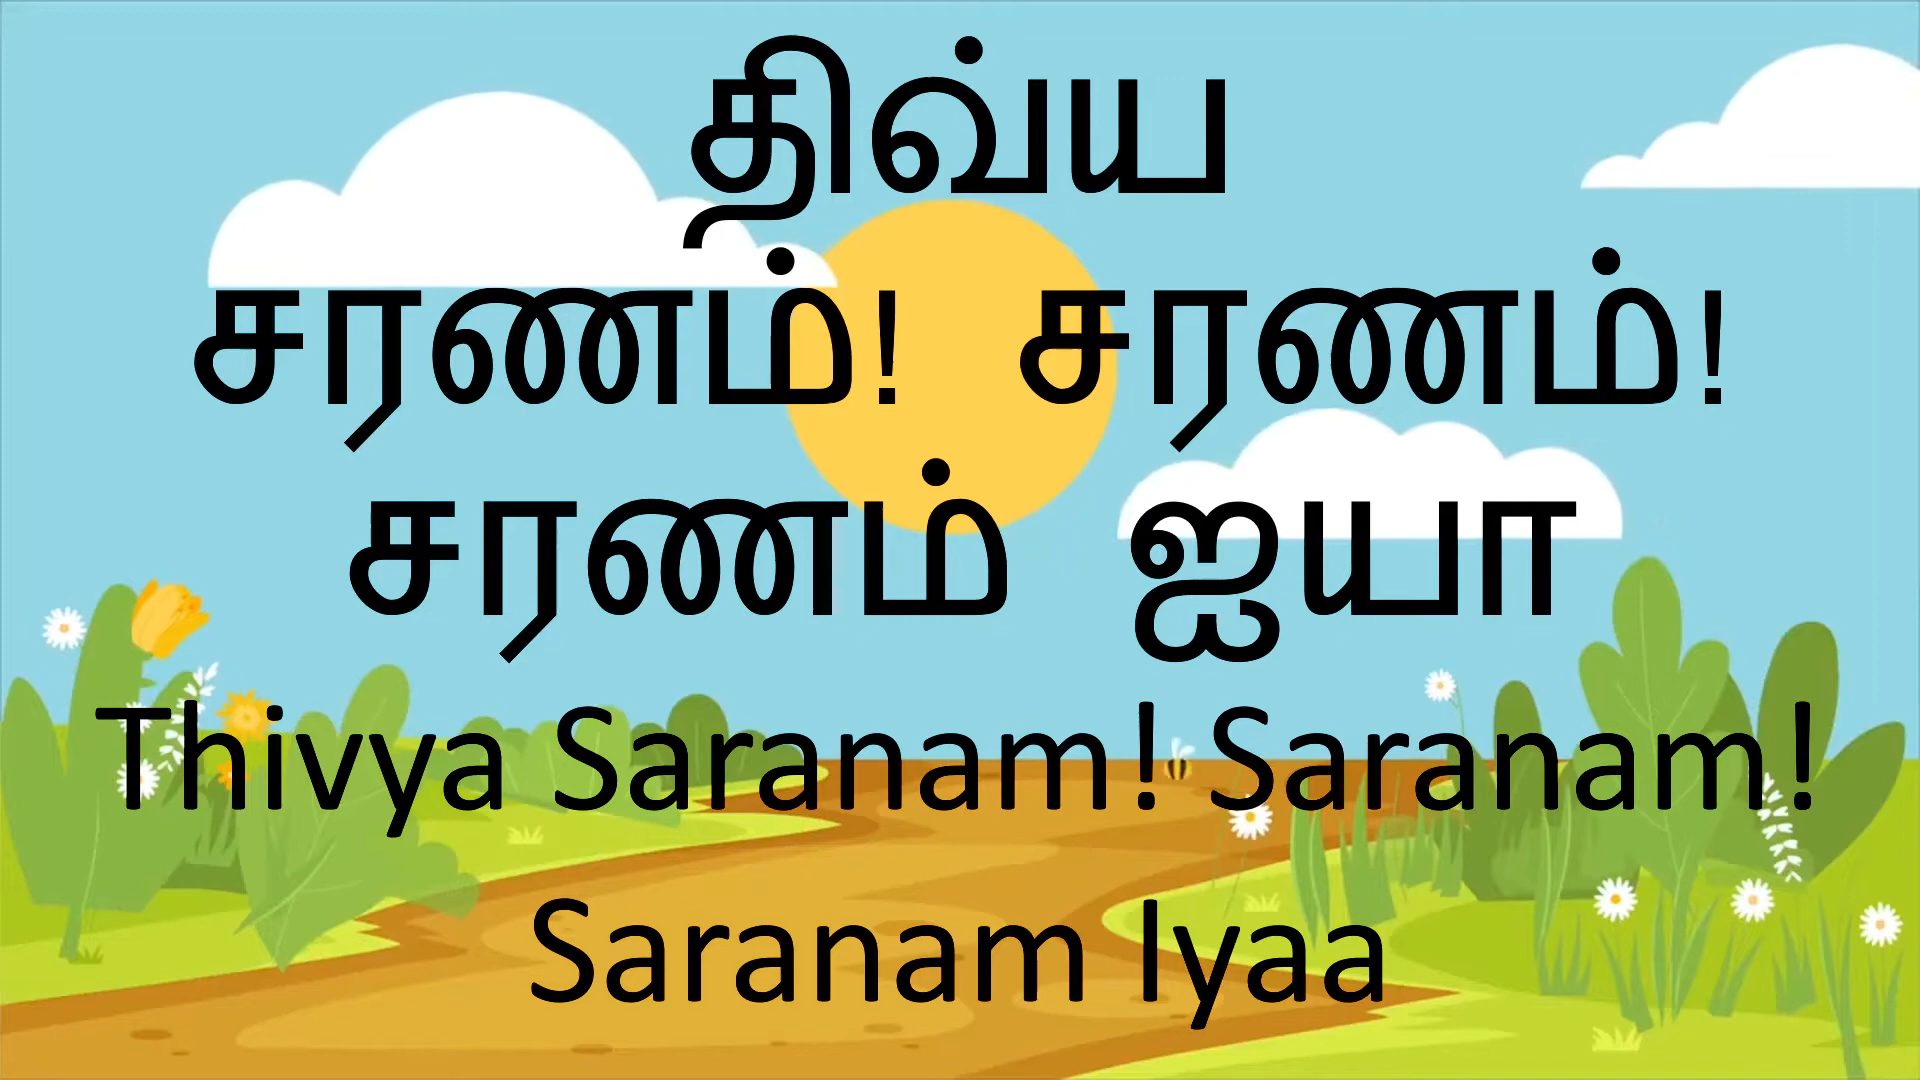 திவ்ய
சரணம்! சரணம்!
சரணம் ஐயா
Thivya Saranam! Saranam!
Saranam Iyaa